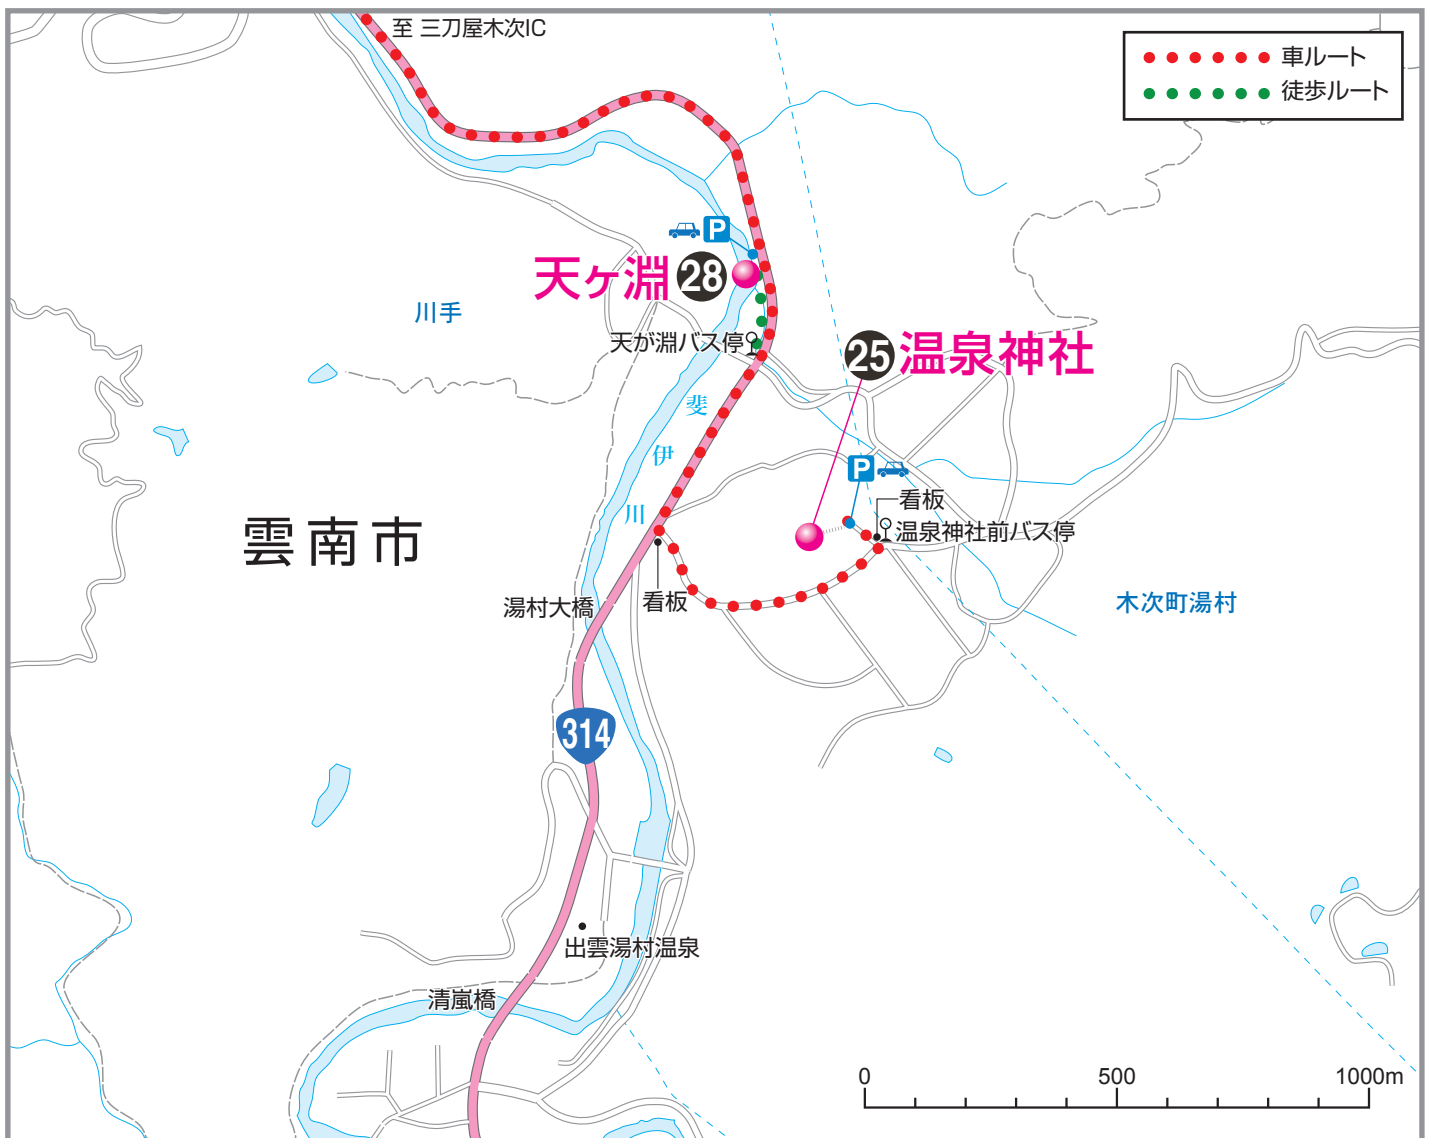 至 三刀屋木次IC
車ルート
徒歩ルート
P
天ヶ淵 28
川手
天が淵バス停
25 温泉神社
斐伊川
P
看板
温泉神社前バス停
雲南市
湯村大橋
看板
木次町湯村
314
出雲湯村温泉
清嵐橋
0 500 1000m